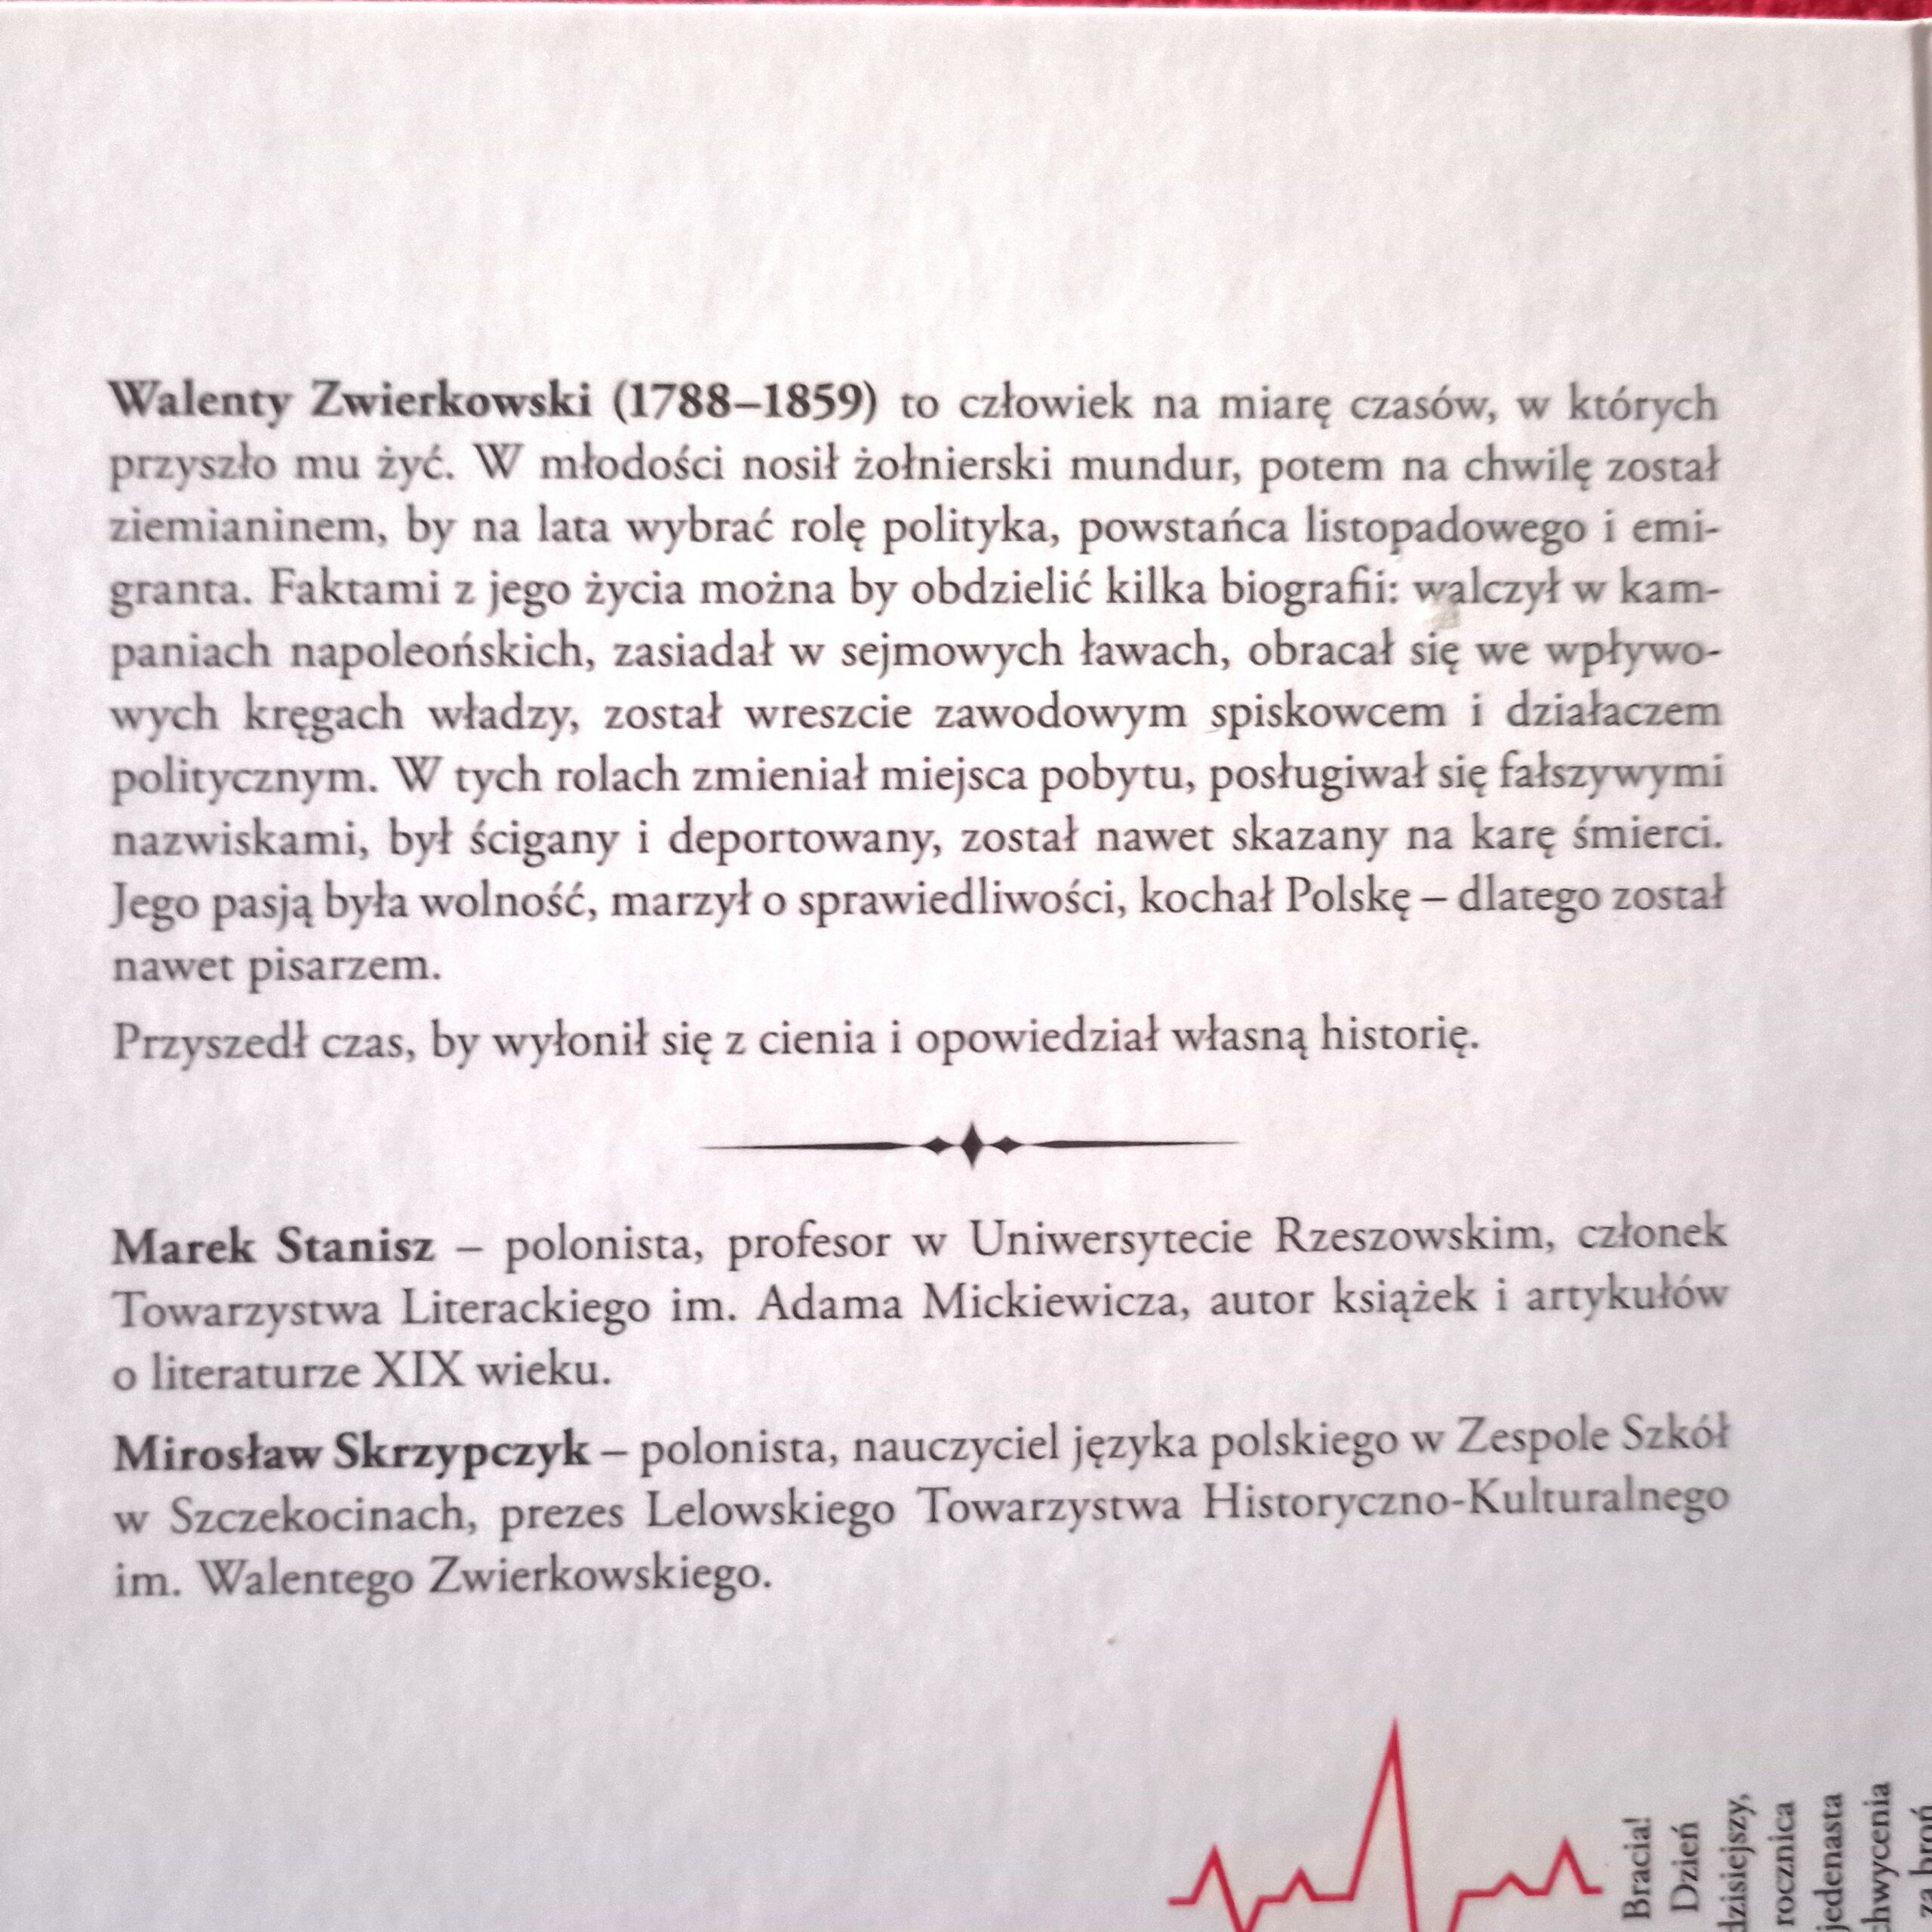 Walenty Zwierkowski (1788–1859) to człowiek na miarę czasów, w których
przyszło mu żyć. W młodości nosił żołnierski mundur, potem na chwilę został
ziemianinem, by na lata wybrać rolę polityka, powstańca listopadowego i emi-
granta. Faktami z jego życia można by obdzielić kilka biografii: walczył w kam-
paniach napoleońskich, zasiadał w sejmowych ławach, obracał się we wpływo-
wych kręgach władzy, został wreszcie zawodowym spiskowcem i działaczem
politycznym. W tych rolach zmieniał miejsca pobytu, posługiwał się fałszywymi
nazwiskami, był ścigany i deportowany, został nawet skazany na karę śmierci.
Jego pasją była wolność, marzył o sprawiedliwości, kochał Polskę – dlatego został
nawet pisarzem.
Przyszedł czas, by wyłonił się z cienia i opowiedział własną historię.
Marek Stanisz – polonista, profesor w Uniwersytecie Rzeszowskim, członek
Towarzystwa Literackiego im. Adama Mickiewicza, autor książek i artykułów
o literaturze XIX wieku.
Mirosław Skrzypczyk – polonista, nauczyciel języka polskiego w Zespole Szkół
w Szczekocinach, prezes Lelowskiego Towarzystwa Historyczno-Kulturalnego
im. Walentego Zwierkowskiego.
Bracia!
Dzień
dzisiejszy,
rocznica
jedenasta
hwycenia
za broń